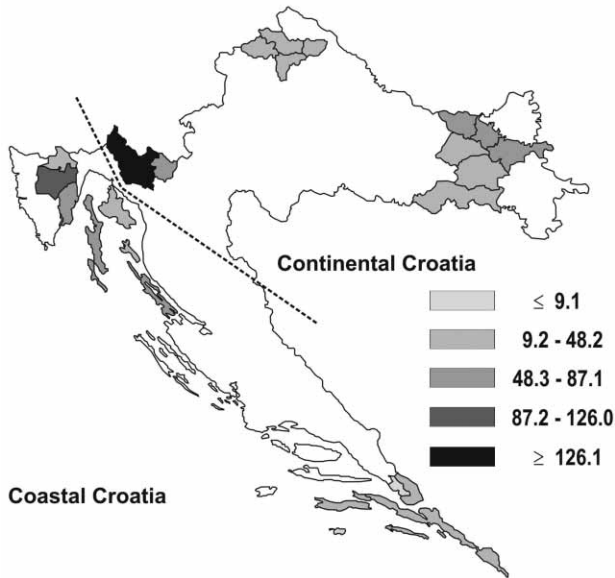 Continental Croatia
≤ 9.1
9.2 - 48.2
48.3 - 87.1
87.2 - 126.0
≥ 126.1
Coastal Croatia